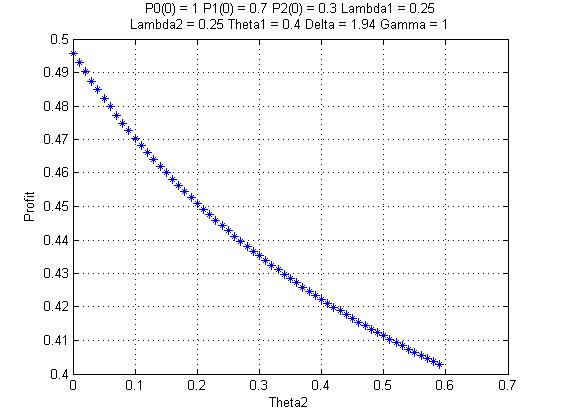 P0(0) = 1 P1(0) = 0.7 P2(0) = 0.3 Lambda1 = 0.25
Lambda2 = 0.25 Theta1 = 0.4 Delta = 1.94 Gamma = 1
0.5
0.49
0.48
0.47
0.46
0.45
0.44
0.43
0.42
0.41
0.4
Profit
0 0.1 0.2 0.3 0.4 0.5 0.6 0.7
Theta2